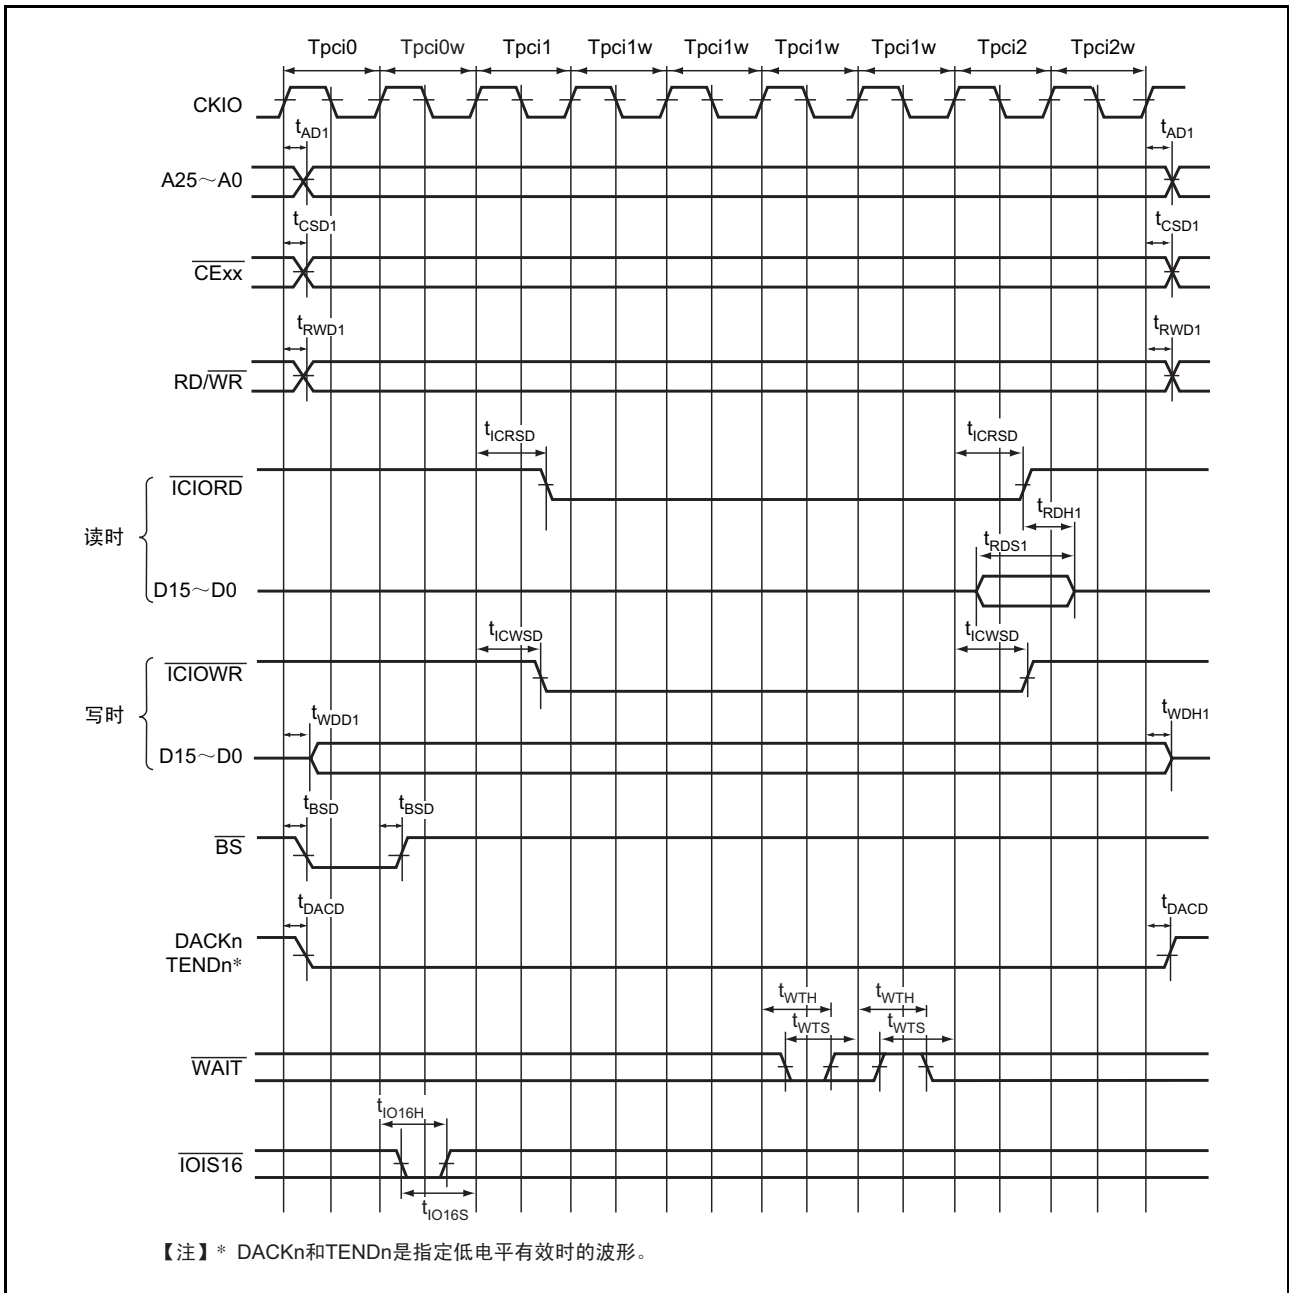 Tpci0 Tpci0w Tpci1 Tpci1w Tpci1w Tpci1w Tpci1w Tpci2 Tpci2w
CKIO
tAD1 tAD1
A25～A0
tCSD1 tCSD1
CExx
tRWD1 tRWD1
RD/WR
tICRSD tICRSD
ICIORD
tRDH1
读时
tRDS1
D15～D0
tICWSD tICWSD
ICIOWR
写时
tWDD1 tWDH1
D15～D0
tBSD tBSD
BS
tDACD tDACD
DACKn
TENDn*
tWTH tWTH
tWTS tWTS
WAIT
tIO16H
IOIS16
tIO16S
【注】* DACKn和TENDn是指定低电平有效时的波形。